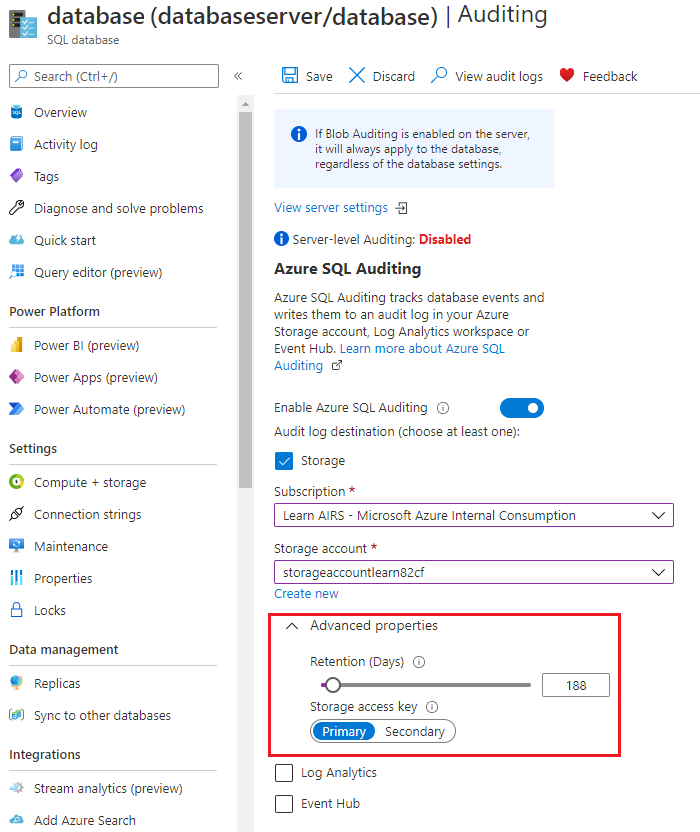 database (databaseserver/database) | Auditing
SQL database
Search (Ctrl+/)
«
Save
Discard
View audit logs
Feedback
Overview
Activity log
Tags
Diagnose and solve problems
Quick start
Query editor (preview)
Power Platform
Power BI (preview)
Power Apps (preview)
Power Automate (preview)
Settings
Compute + storage
Connection strings
Maintenance
Properties
Locks
Data management
Replicas
Sync to other databases
Integrations
Stream analytics (preview)
Add Azure Search
If Blob Auditing is enabled on the server,
it will always apply to the database,
regardless of the database settings.
View server settings
Server-level Auditing: Disabled
Azure SQL Auditing
Azure SQL Auditing tracks database events and
writes them to an audit log in your Azure
Storage account, Log Analytics workspace or
Event Hub. Learn more about Azure SQL
Auditing
Enable Azure SQL Auditing
Audit log destination (choose at least one):
Storage
Subscription *
Learn AIRS - Microsoft Azure Internal Consumption
Storage account *
storageaccountlearn82cf
Create new
Advanced properties
Retention (Days)
188
Storage access key
Primary Secondary
Log Analytics
Event Hub